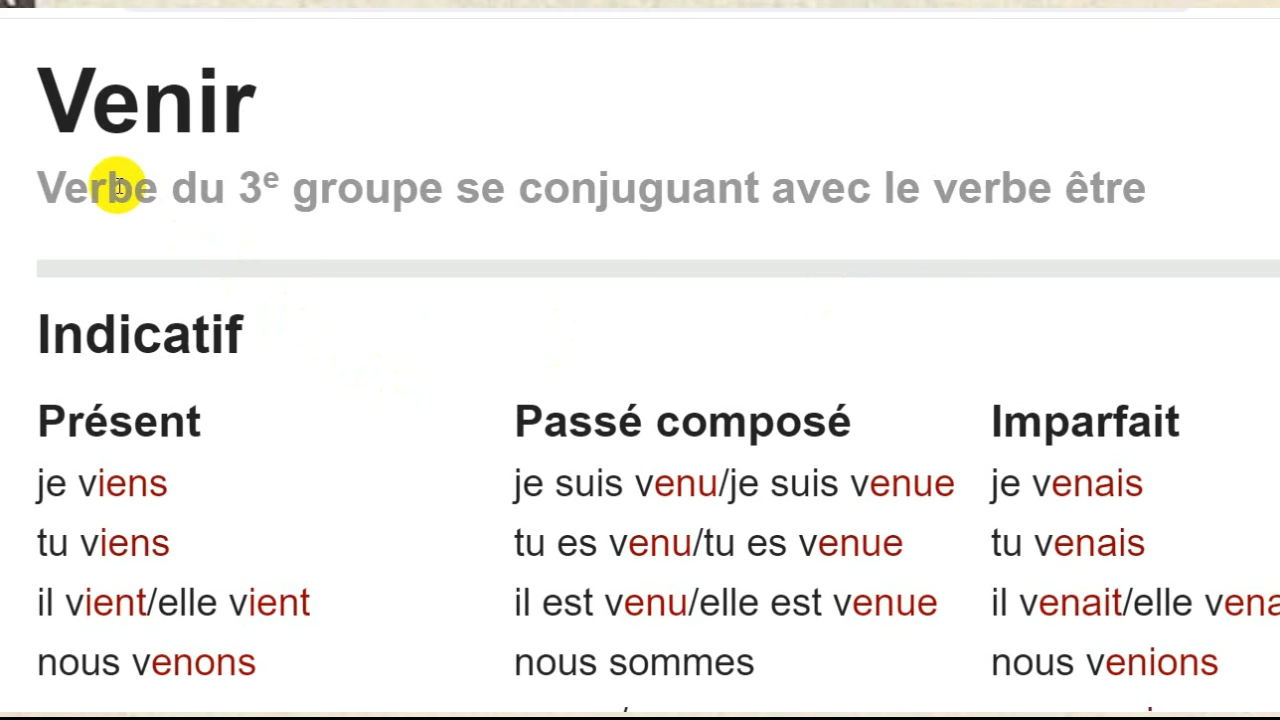 Venir
Verbe du 3e groupe se conjuguant avec le verbe être
Indicatif
Présent
je viens
tu viens
il vient/elle vient
nous venons
Passé composé
je suis venu/je suis venue
tu es venu/tu es venue
il est venu/elle est venue
nous sommes
Imparfait
je venais
tu venais
il venait/elle vena
nous venions